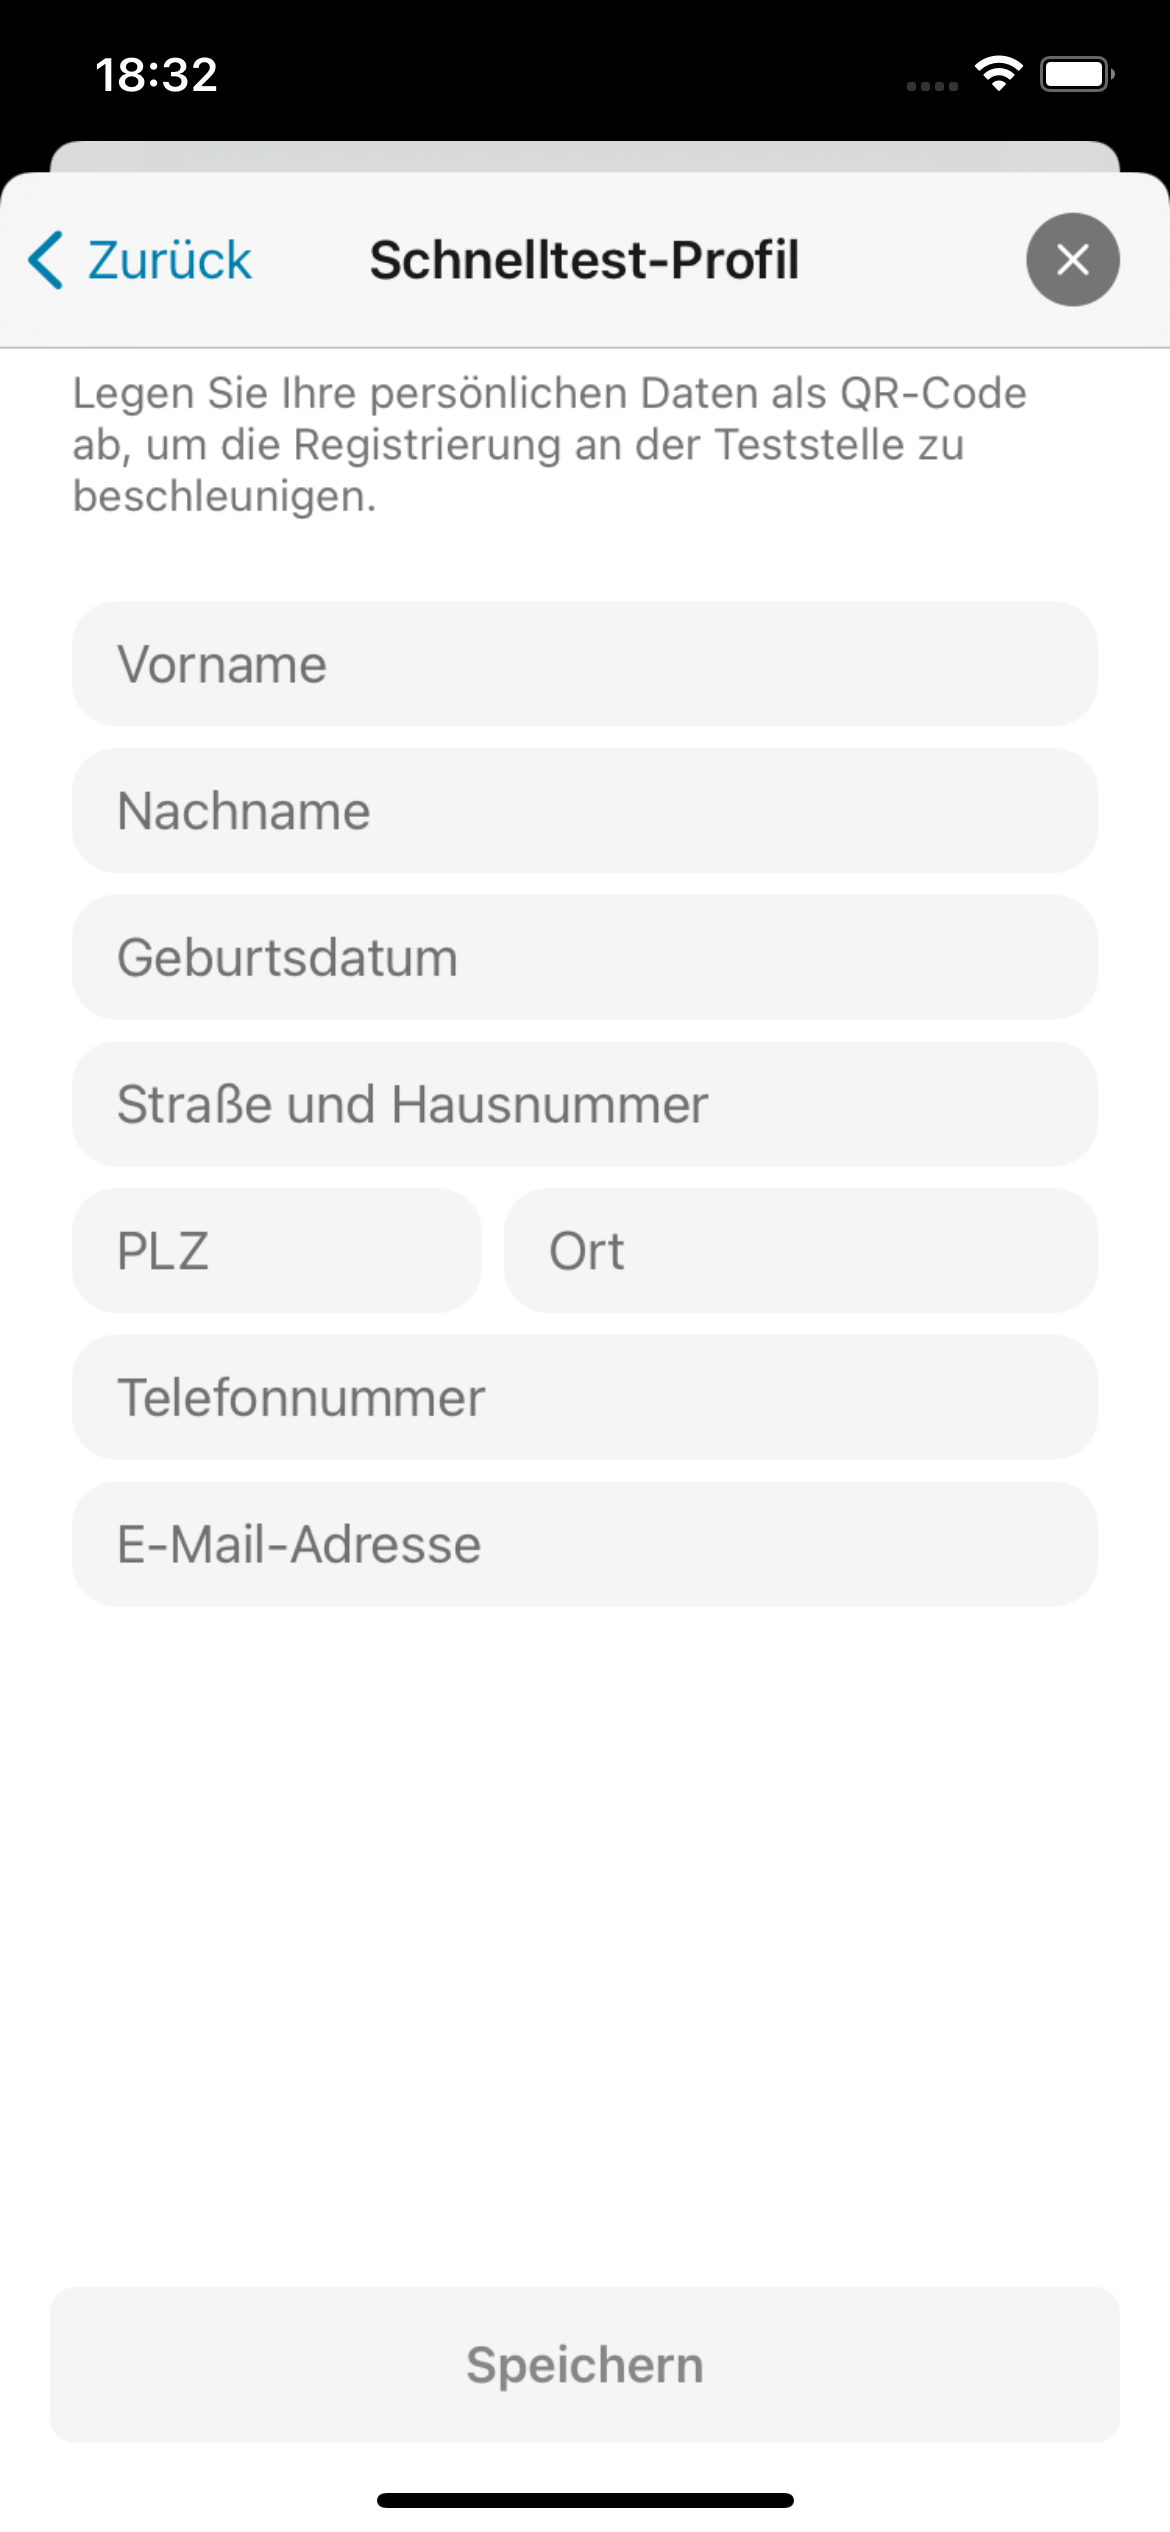 18:32
Zurück
Schnelltest-Profil
Legen Sie Ihre persönlichen Daten als QR-Code
ab, um die Registrierung an der Teststelle zu
beschleunigen.
Vorname
Nachname
Geburtsdatum
Straße und Hausnummer
PLZ
Ort
Telefonnummer
E-Mail-Adresse
Speichern